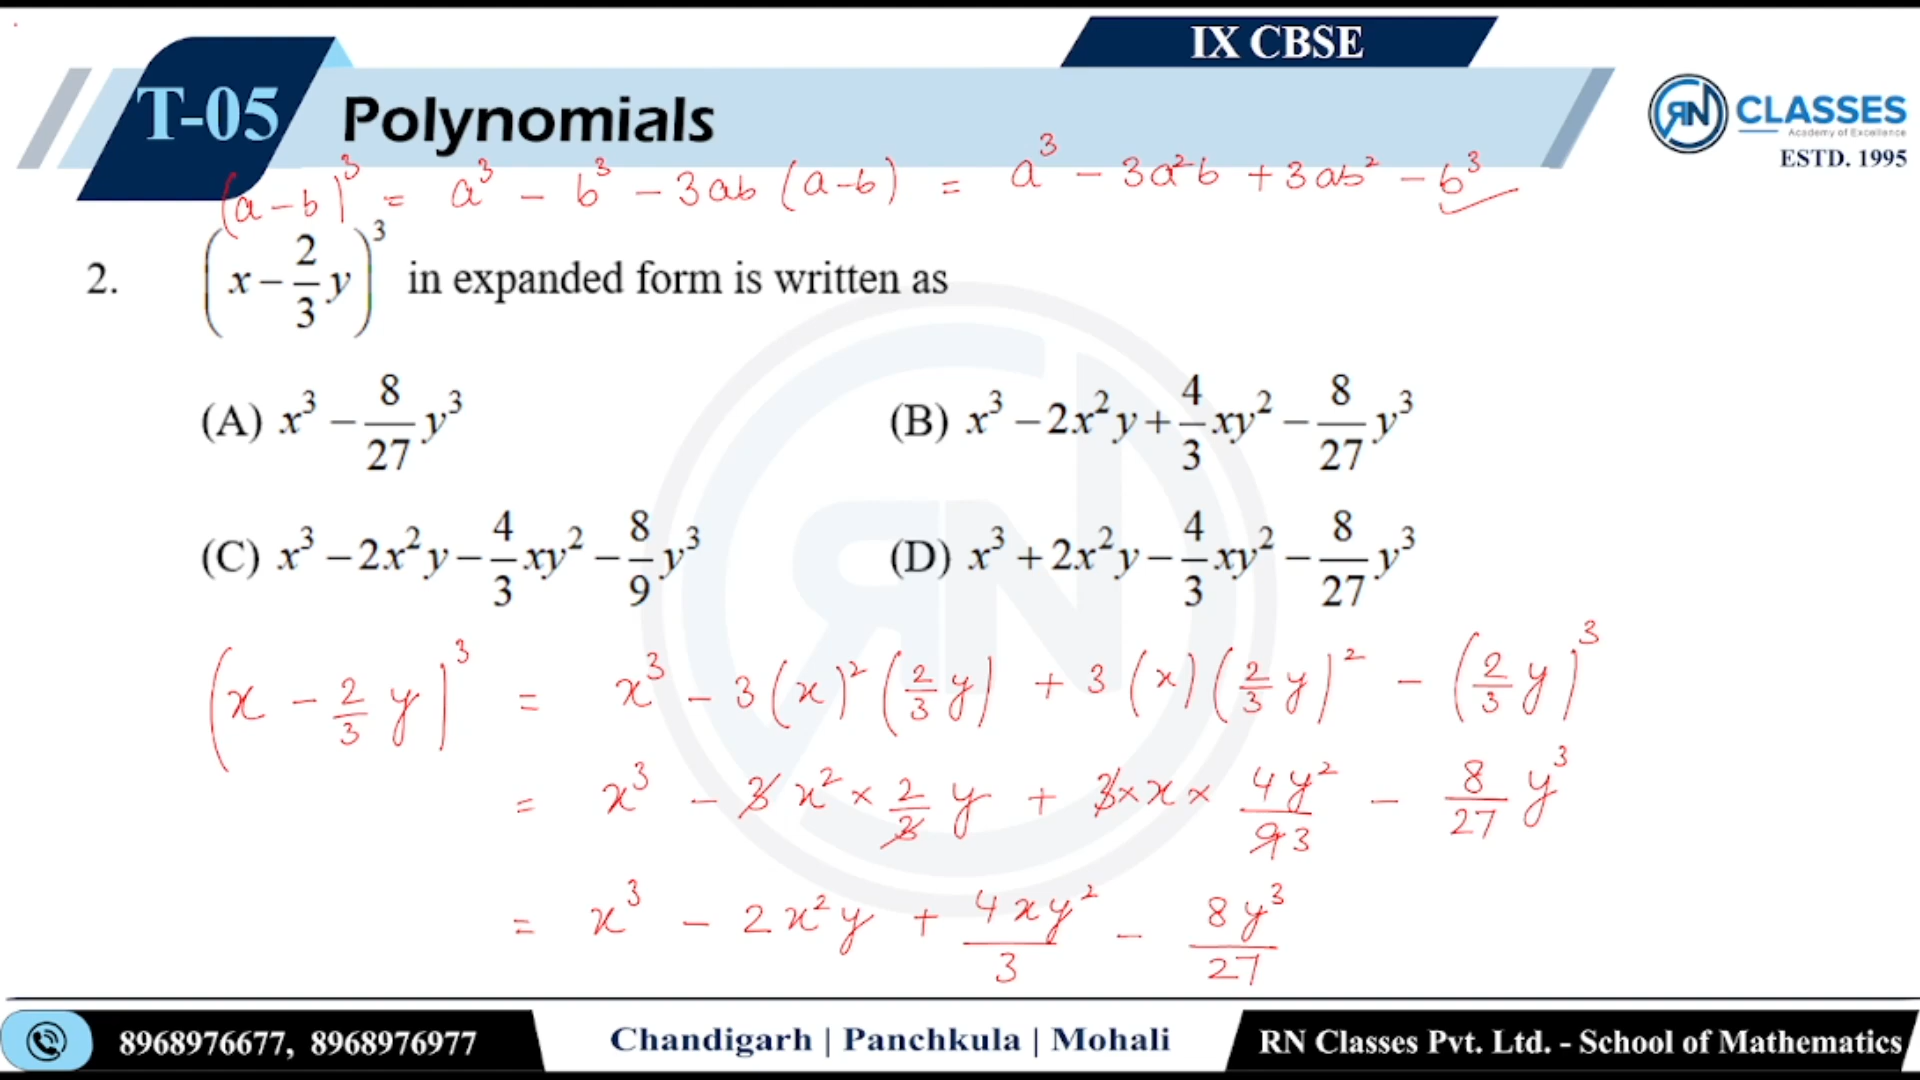 IX CBSE
T-05 Polynomials
RN CLASSES
Academy of Excellence
ESTD. 1995
(a-b)³ = a³ - b³ - 3ab(a-b) = a³ - 3a²b + 3ab² - b³
2. (x - 2/3 y)³ in expanded form is written as
(A) x³ - 8/27 y³ (B) x³ - 2x²y + 4/3 xy² - 8/27 y³
(C) x³ - 2x²y - 4/3 xy² - 8/9 y³ (D) x³ + 2x²y - 4/3 xy² - 8/27 y³
(x - 2/3 y)³ = x³ - 3(x)²(2/3 y) + 3(x)(2/3 y)² - (2/3 y)³
= x³ - 3x² × 2/3 y + 3 × x × 4y²/9 3 - 8/27 y³
= x³ - 2x²y + 4xy²/3 - 8y³/27
8968976677, 8968976977 Chandigarh | Panchkula | Mohali RN Classes Pvt. Ltd. - School of Mathematics